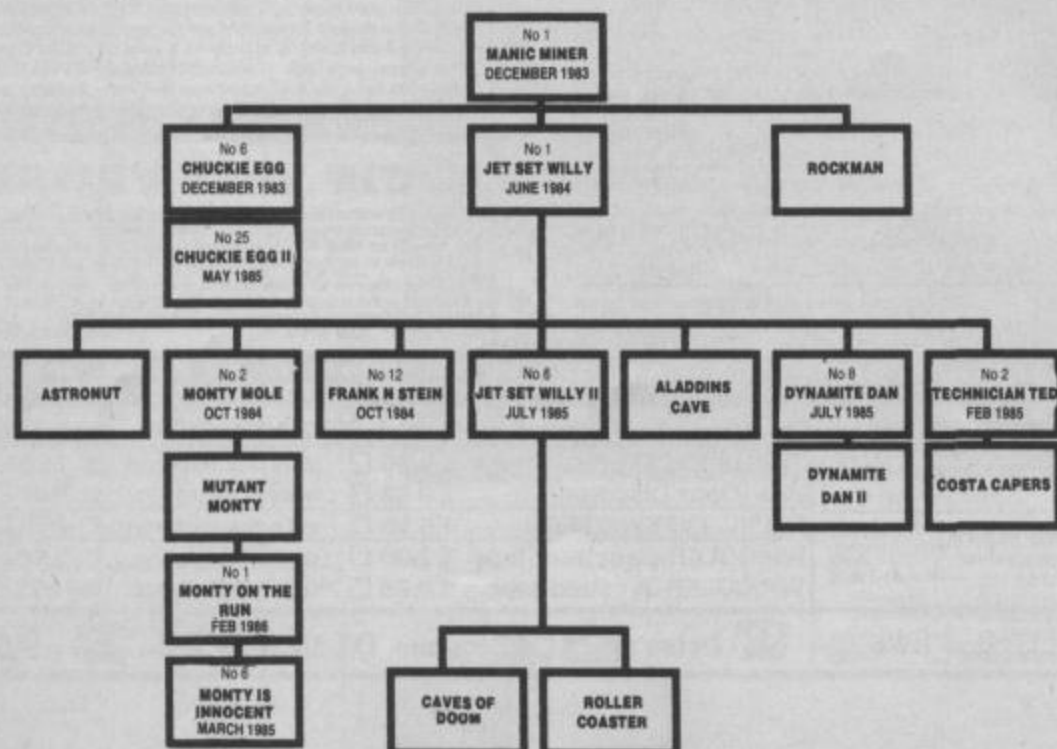 No 1
MANIC MINER
DECEMBER 1983
No 6
CHUCKIE EGG
DECEMBER 1983
No 1
JET SET WILLY
JUNE 1984
ROCKMAN
No 25
CHUCKIE EGG II
MAY 1985
ASTRONUT
No 2
MONTY MOLE
OCT 1984
No 12
FRANK N STEIN
OCT 1984
No 6
JET SET WILLY II
JULY 1985
ALADDINS
CAVE
No 8
DYNAMITE DAN
JULY 1985
No 2
TECHNICIAN TED
FEB 1985
MUTANT
MONTY
DYNAMITE
DAN II
COSTA CAPERS
No 1
MONTY ON THE
RUN
FEB 1986
No 6
MONTY IS
INNOCENT
MARCH 1985
CAVES OF
DOOM
ROLLER
COASTER